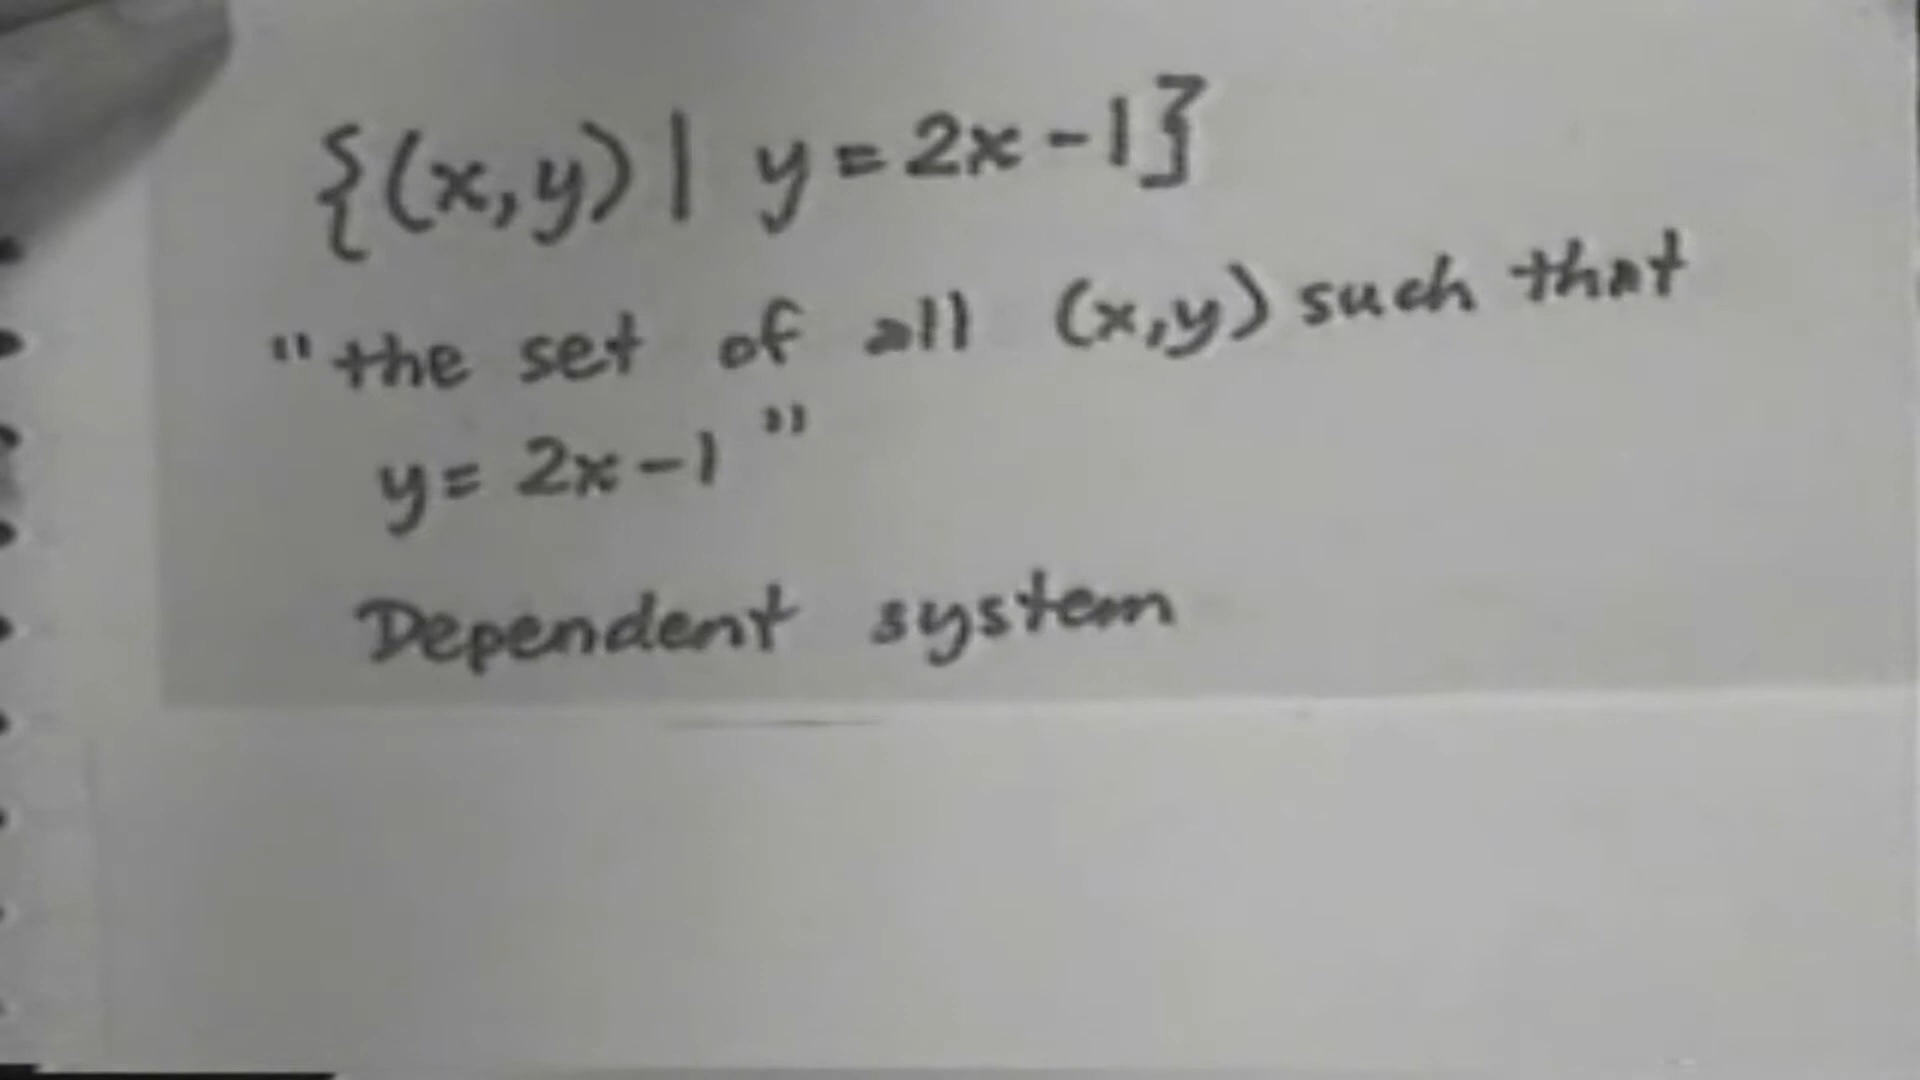 {(x,y) | y = 2x - 1}
"the set of all (x,y) such that
y = 2x - 1"
Dependent system